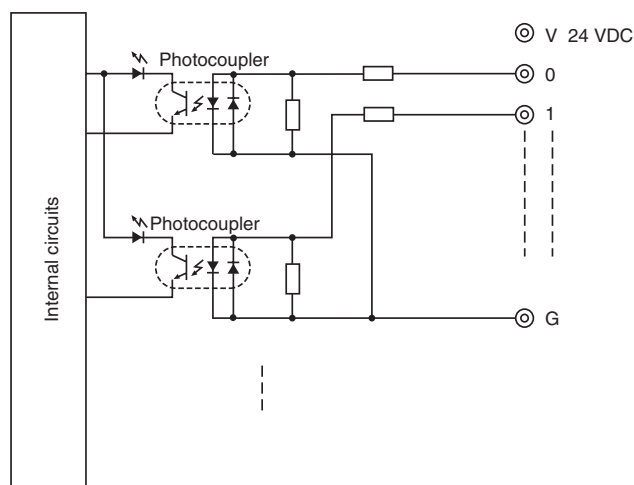 V 24 VDC
Photocoupler
0
1
Photocoupler
Internal circuits
G